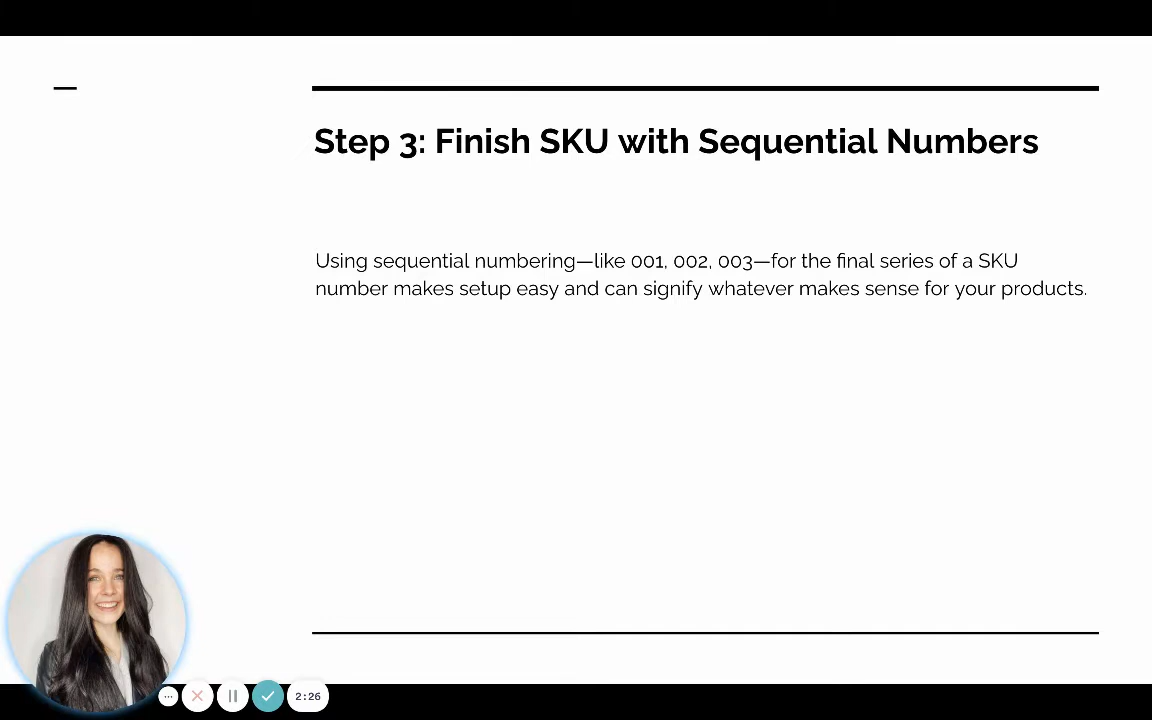 Step 3: Finish SKU with Sequential Numbers
Using sequential numbering—like 001, 002, 003—for the final series of a SKU
number makes setup easy and can signify whatever makes sense for your products.
2:26